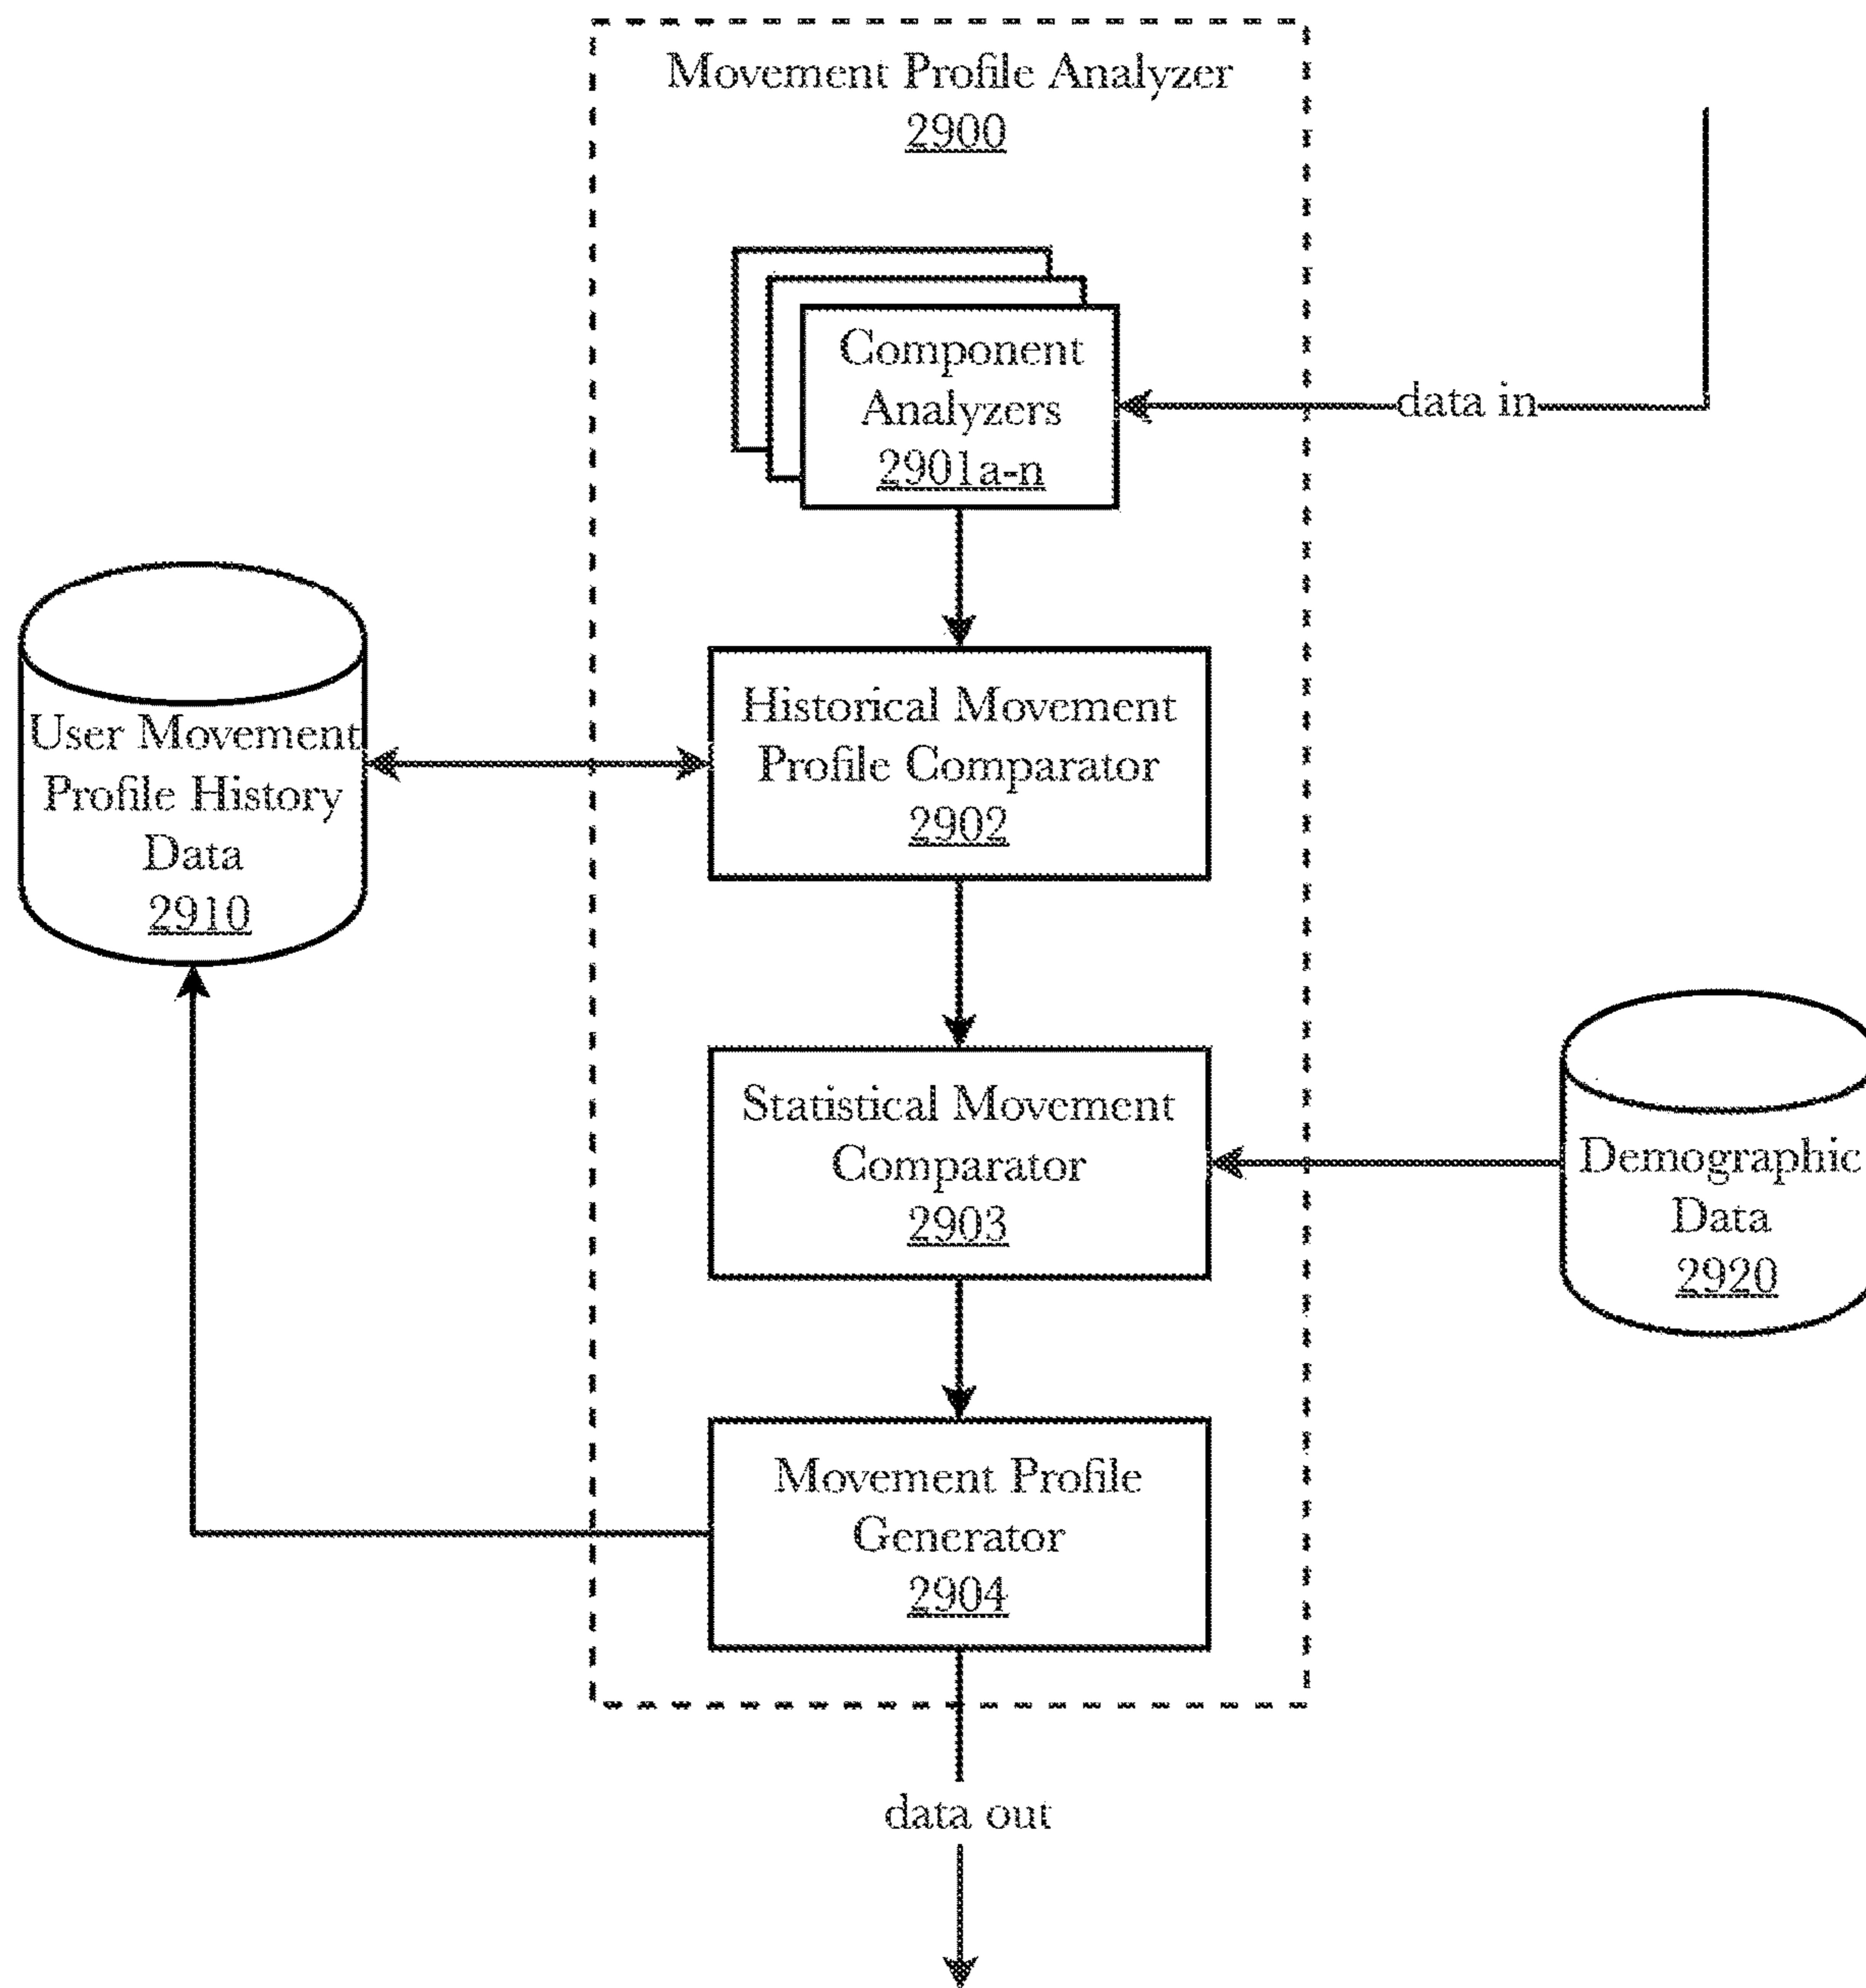 Movement Profile Analyzer
2900
Component
Analyzers
2901a-n
data in
Historical Movement
Profile Comparator
2902
User Movement
Profile History
Data
2910
Statistical Movement
Comparator
2903
Demographic
Data
2920
Movement Profile
Generator
2904
data out